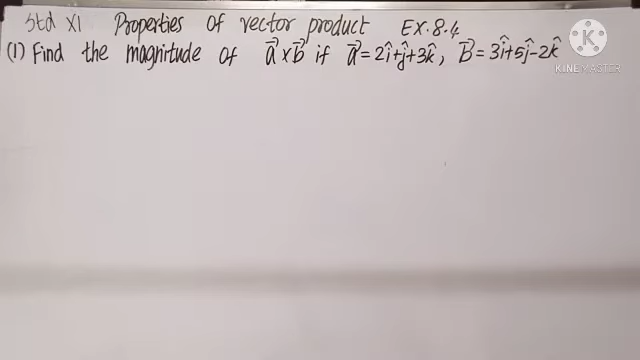 Std XI Properties of vector product EX.8.4
(1) Find the magnitude of a⃗ × b⃗ if a⃗ = 2î+ĵ+3k̂, b⃗ = 3î+5ĵ-2k̂
KINEMASTER